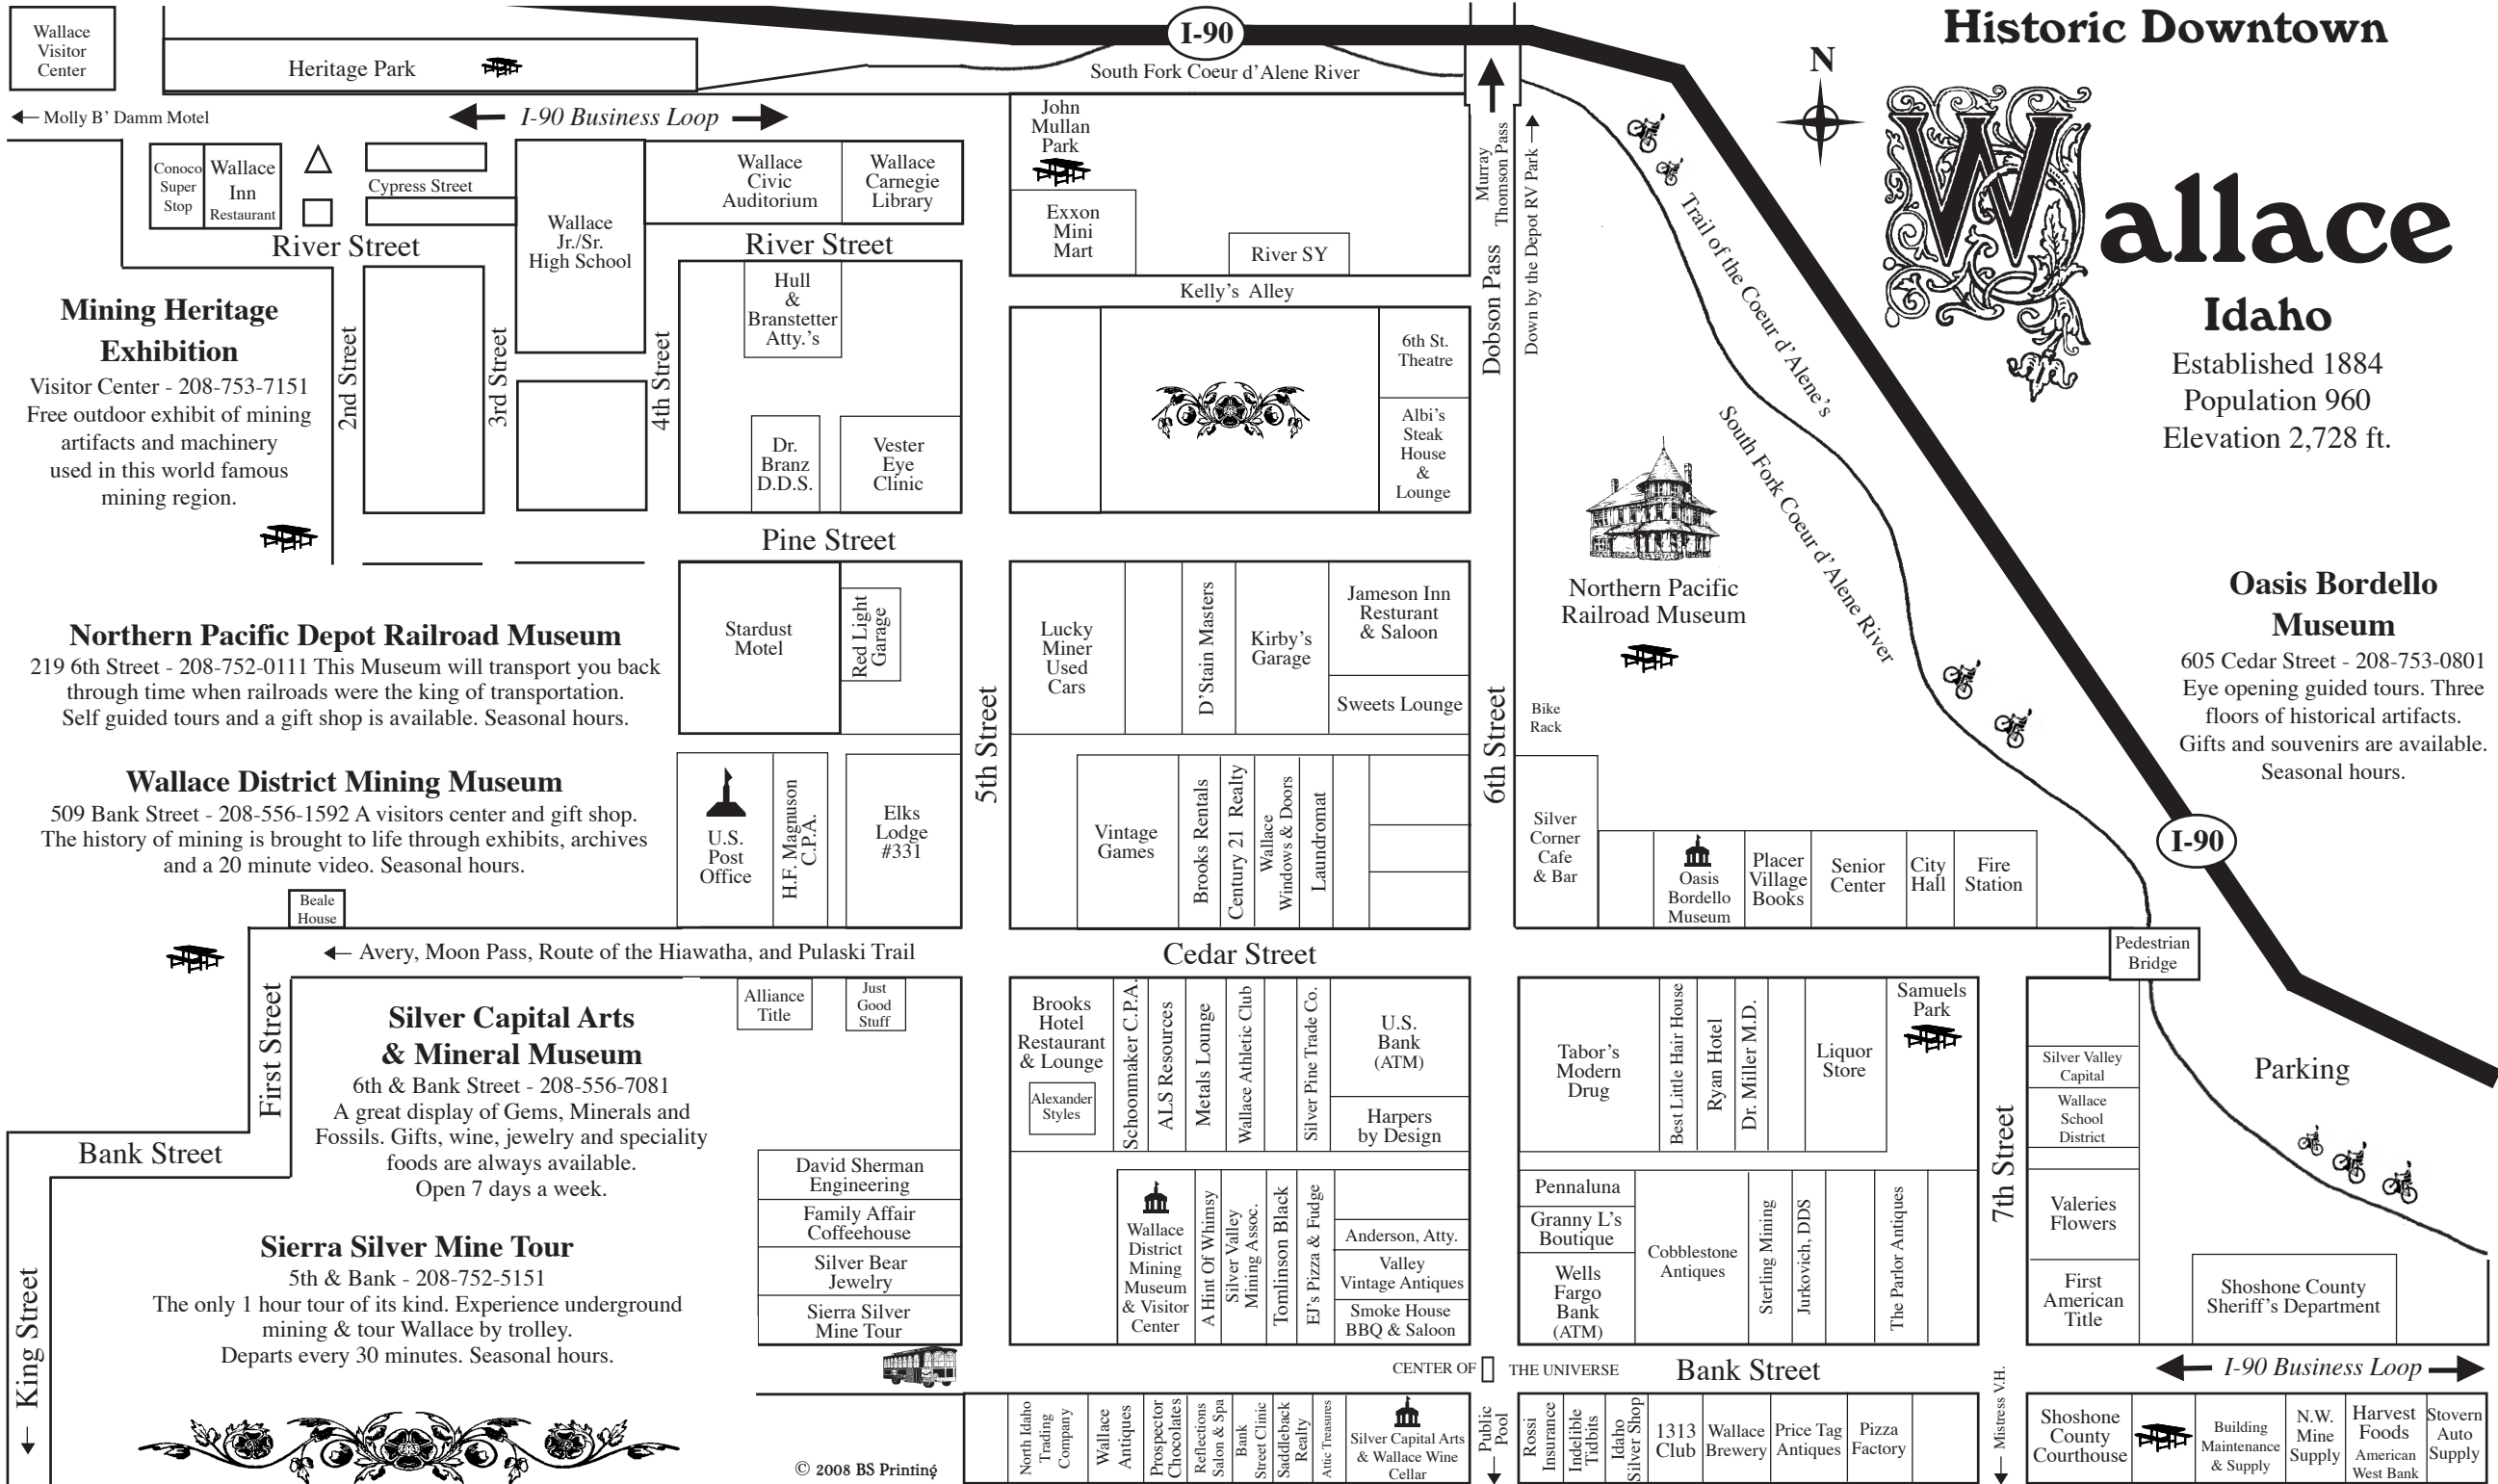 Historic Downtown
Wallace
Idaho
Established 1884
Population 960
Elevation 2,728 ft.
N
I-90
Wallace
Visitor
Center
Heritage Park
South Fork Coeur d'Alene River
← Molly B' Damm Motel
I-90 Business Loop
Conoco
Super
Stop
Wallace
Inn
Restaurant
Cypress Street
Wallace
Jr./Sr.
High School
Wallace
Civic
Auditorium
Wallace
Carnegie
Library
River Street
River Street
John
Mullan
Park
Exxon
Mini
Mart
River SY
Kelly's Alley
Murray
Thomson Pass
Dobson Pass
Down by the Depot RV Park →
Trail of the Coeur d'Alene's
South Fork Coeur d'Alene River
Mining Heritage
Exhibition
Visitor Center - 208-753-7151
Free outdoor exhibit of mining
artifacts and machinery
used in this world famous
mining region.
2nd Street
3rd Street
4th Street
Hull
&
Branstetter
Atty.'s
Dr.
Branz
D.D.S.
Vester
Eye
Clinic
6th St.
Theatre
Albi's
Steak
House
&
Lounge
Pine Street
Northern Pacific
Railroad Museum
Northern Pacific Depot Railroad Museum
219 6th Street - 208-752-0111 This Museum will transport you back
through time when railroads were the king of transportation.
Self guided tours and a gift shop is available. Seasonal hours.
Stardust
Motel
Red Light
Garage
5th Street
Lucky
Miner
Used
Cars
D'Stain Masters
Kirby's
Garage
Jameson Inn
Resturant
& Saloon
Sweets Lounge
6th Street
Bike
Rack
Oasis Bordello
Museum
605 Cedar Street - 208-753-0801
Eye opening guided tours. Three
floors of historical artifacts.
Gifts and souvenirs are available.
Seasonal hours.
Wallace District Mining Museum
509 Bank Street - 208-556-1592 A visitors center and gift shop.
The history of mining is brought to life through exhibits, archives
and a 20 minute video. Seasonal hours.
U.S.
Post
Office
H.F. Magnuson
C.P.A.
Elks
Lodge
#331
Vintage
Games
Brooks Rentals
Century 21 Realty
Wallace
Windows & Doors
Laundromat
Silver
Corner
Cafe
& Bar
Oasis
Bordello
Museum
Placer
Village
Books
Senior
Center
City
Hall
Fire
Station
I-90
Beale
House
← Avery, Moon Pass, Route of the Hiawatha, and Pulaski Trail
Cedar Street
Pedestrian
Bridge
First Street
Silver Capital Arts
& Mineral Museum
6th & Bank Street - 208-556-7081
A great display of Gems, Minerals and
Fossils. Gifts, wine, jewelry and speciality
foods are always available.
Open 7 days a week.
Alliance
Title
Just
Good
Stuff
Brooks
Hotel
Restaurant
& Lounge
Alexander
Styles
Schoonmaker C.P.A.
ALS Resources
Metals Lounge
Wallace Athletic Club
Silver Pine Trade Co.
U.S.
Bank
(ATM)
Harpers
by Design
Tabor's
Modern
Drug
Best Little Hair House
Ryan Hotel
Dr. Miller M.D.
Liquor
Store
Samuels
Park
7th Street
Silver Valley
Capital
Wallace
School
District
Valeries
Flowers
First
American
Title
Parking
Shoshone County
Sheriff's Department
Bank Street
King Street
Sierra Silver Mine Tour
5th & Bank - 208-752-5151
The only 1 hour tour of its kind. Experience underground
mining & tour Wallace by trolley.
Departs every 30 minutes. Seasonal hours.
David Sherman
Engineering
Family Affair
Coffeehouse
Silver Bear
Jewelry
Sierra Silver
Mine Tour
Wallace
District
Mining
Museum
& Visitor
Center
A Hint Of Whimsy
Silver Valley
Mining Assoc.
Tomlinson Black
EJ's Pizza & Fudge
Anderson, Atty.
Valley
Vintage Antiques
Smoke House
BBQ & Saloon
Pennaluna
Granny L's
Boutique
Wells
Fargo
Bank
(ATM)
Cobblestone
Antiques
Sterling Mining
Jurkovich, DDS
The Parlor Antiques
CENTER OF THE UNIVERSE
Bank Street
I-90 Business Loop
© 2008 BS Printing
North Idaho
Trading
Company
Wallace
Antiques
Prospector
Chocolates
Reflections
Salon & Spa
Bank
Street Clinic
Saddleback
Realty
Attic Treasures
Silver Capital Arts
& Wallace Wine
Cellar
Public
Pool
Rossi
Insurance
Indelible
Tidbits
Idaho
Silver Shop
1313
Club
Wallace
Brewery
Price Tag
Antiques
Pizza
Factory
Mistress V.H.
Shoshone
County
Courthouse
Building
Maintenance
& Supply
N.W.
Mine
Supply
Harvest
Foods
American
West Bank
Stovern
Auto
Supply